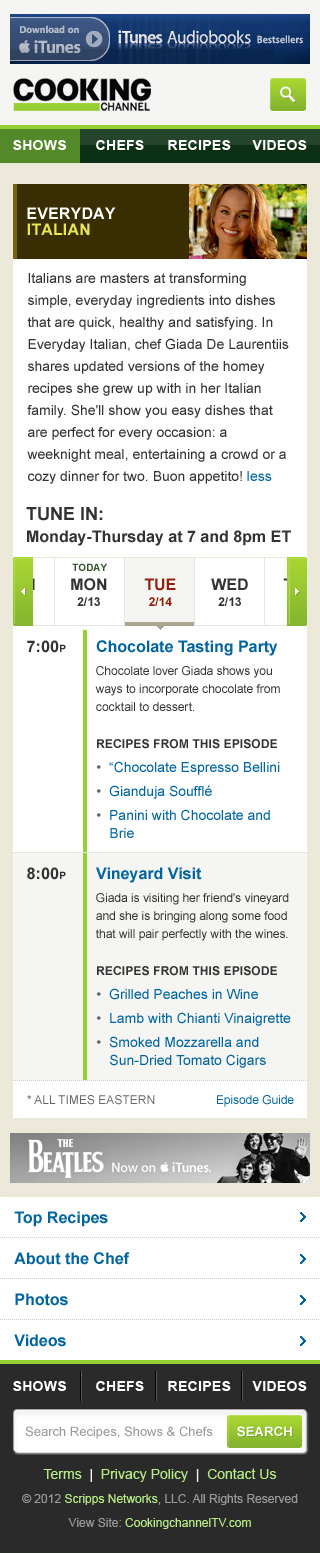 Download on
iTunes
iTunes Audiobooks Bestsellers
COOKING
CHANNEL
SHOWS CHEFS RECIPES VIDEOS
EVERYDAY
ITALIAN
Italians are masters at transforming
simple, everyday ingredients into dishes
that are quick, healthy and satisfying. In
Everyday Italian, chef Giada De Laurentiis
shares updated versions of the homey
recipes she grew up with in her Italian
family. She'll show you easy dishes that
are perfect for every occasion: a
weeknight meal, entertaining a crowd or a
cozy dinner for two. Buon appetito! less
TUNE IN:
Monday-Thursday at 7 and 8pm ET
TODAY
MON TUE WED
2/13 2/14 2/13
7:00P Chocolate Tasting Party
Chocolate lover Giada shows you
ways to incorporate chocolate from
cocktail to dessert.
RECIPES FROM THIS EPISODE
• “Chocolate Espresso Bellini
• Gianduja Soufflé
• Panini with Chocolate and
Brie
8:00P Vineyard Visit
Giada is visiting her friend's vineyard
and she is bringing along some food
that will pair perfectly with the wines.
RECIPES FROM THIS EPISODE
• Grilled Peaches in Wine
• Lamb with Chianti Vinaigrette
• Smoked Mozzarella and
Sun-Dried Tomato Cigars
* ALL TIMES EASTERN Episode Guide
THE
BEATLES Now on iTunes.
Top Recipes
About the Chef
Photos
Videos
SHOWS CHEFS RECIPES VIDEOS
Search Recipes, Shows & Chefs SEARCH
Terms | Privacy Policy | Contact Us
© 2012 Scripps Networks, LLC. All Rights Reserved
View Site: CookingchannelTV.com